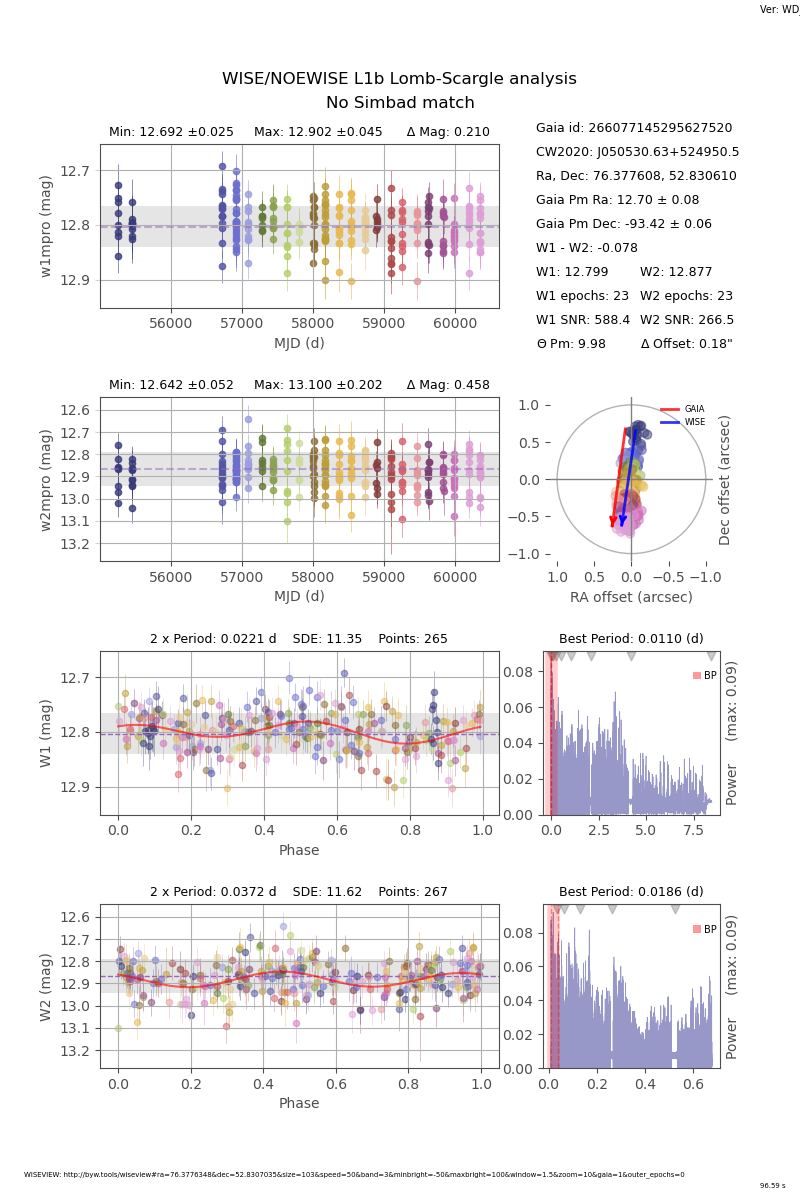 Ver: WD_
WISE/NOEWISE L1b Lomb-Scargle analysis
No Simbad match
Min: 12.692 ±0.025 Max: 12.902 ±0.045 Δ Mag: 0.210
12.7
12.8
12.9
w1mpro (mag)
56000 57000 58000 59000 60000
MJD (d)
Gaia id: 266077145295627520
CW2020: J050530.63+524950.5
Ra, Dec: 76.377608, 52.830610
Gaia Pm Ra: 12.70 ± 0.08
Gaia Pm Dec: -93.42 ± 0.06
W1 - W2: -0.078
W1: 12.799 W2: 12.877
W1 epochs: 23 W2 epochs: 23
W1 SNR: 588.4 W2 SNR: 266.5
Θ Pm: 9.98 Δ Offset: 0.18"
Min: 12.642 ±0.052 Max: 13.100 ±0.202 Δ Mag: 0.458
12.6
12.7
12.8
12.9
13.0
13.1
13.2
w2mpro (mag)
56000 57000 58000 59000 60000
MJD (d)
GAIA
WISE
1.0
0.5
0.0
−0.5
−1.0
Dec offset (arcsec)
1.0 0.5 0.0 −0.5 −1.0
RA offset (arcsec)
2 x Period: 0.0221 d SDE: 11.35 Points: 265
12.7
12.8
12.9
W1 (mag)
0.0 0.2 0.4 0.6 0.8 1.0
Phase
Best Period: 0.0110 (d)
BP
0.08
0.06
0.04
0.02
0.00
Power (max: 0.09)
0.0 2.5 5.0 7.5
2 x Period: 0.0372 d SDE: 11.62 Points: 267
12.6
12.7
12.8
12.9
13.0
13.1
13.2
W2 (mag)
0.0 0.2 0.4 0.6 0.8 1.0
Phase
Best Period: 0.0186 (d)
BP
0.08
0.06
0.04
0.02
0.00
Power (max: 0.09)
0.0 0.2 0.4 0.6
WISEVIEW: http://byw.tools/wiseview#ra=76.3776348&dec=52.8307035&size=103&speed=50&band=3&minbright=-50&maxbright=100&window=1.5&zoom=10&gaia=1&outer_epochs=0
96.59 s